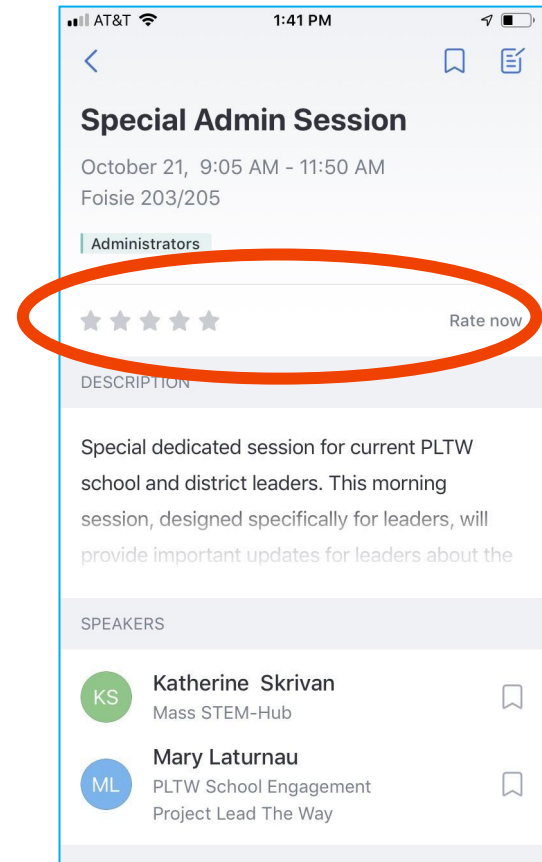 AT&T 1:41 PM
Special Admin Session
October 21, 9:05 AM - 11:50 AM
Foisie 203/205
Administrators
Rate now
DESCRIPTION
Special dedicated session for current PLTW
school and district leaders. This morning
session, designed specifically for leaders, will
provide important updates for leaders about the
SPEAKERS
KS
Katherine Skrivan
Mass STEM-Hub
ML
Mary Laturnau
PLTW School Engagement
Project Lead The Way